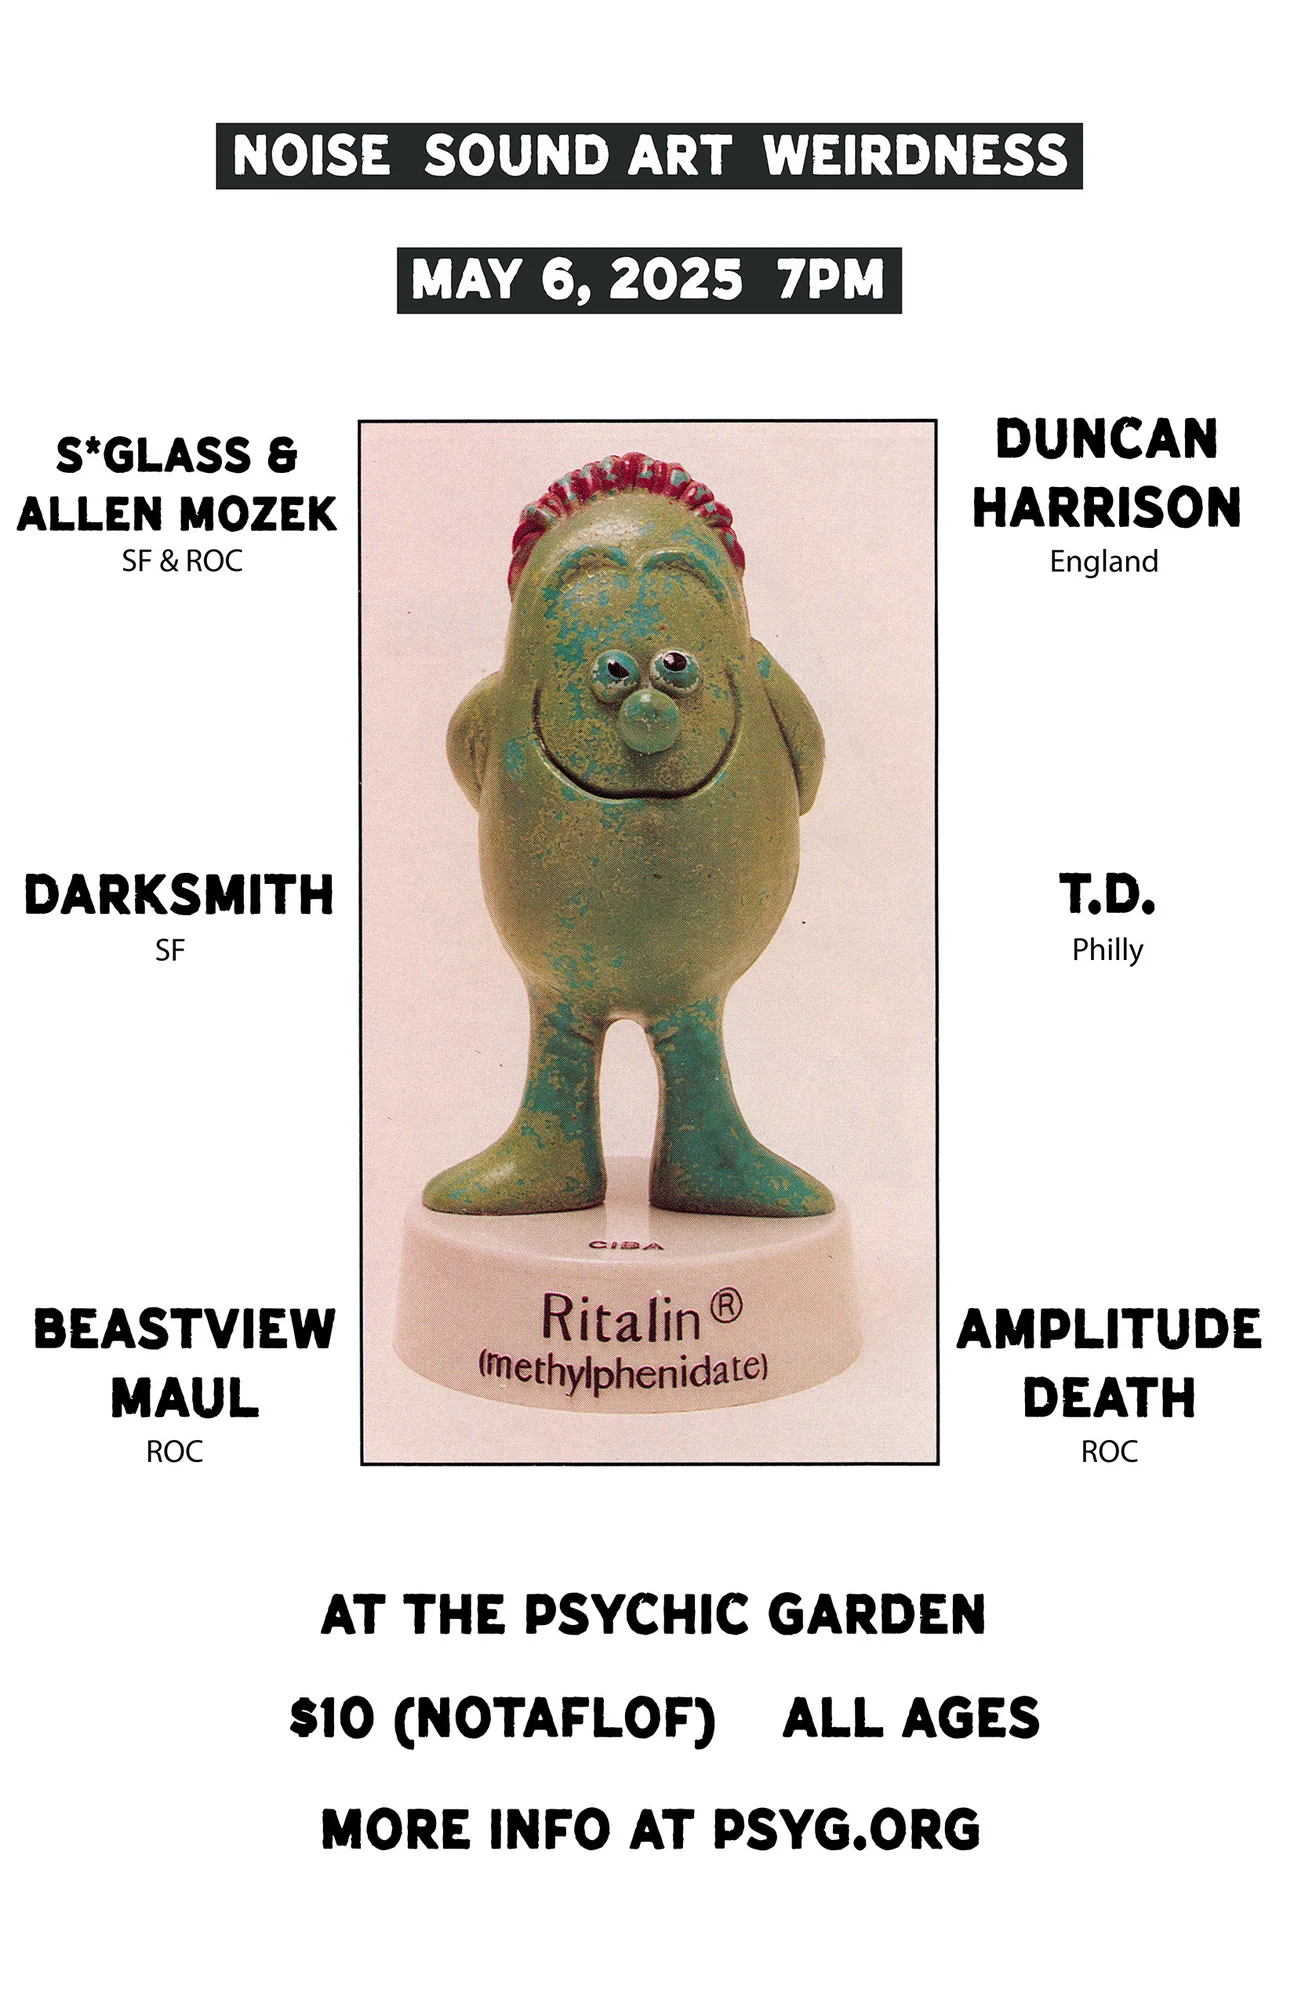 NOISE SOUND ART WEIRDNESS
MAY 6, 2025 7PM
S*GLASS &
ALLEN MOZEK
SF & ROC
DUNCAN
HARRISON
England
DARKSMITH
SF
T.D.
Philly
BEASTVIEW
MAUL
ROC
AMPLITUDE
DEATH
ROC
CIBA
Ritalin®
(methylphenidate)
AT THE PSYCHIC GARDEN
$10 (NOTAFLOF) ALL AGES
MORE INFO AT PSYG.ORG